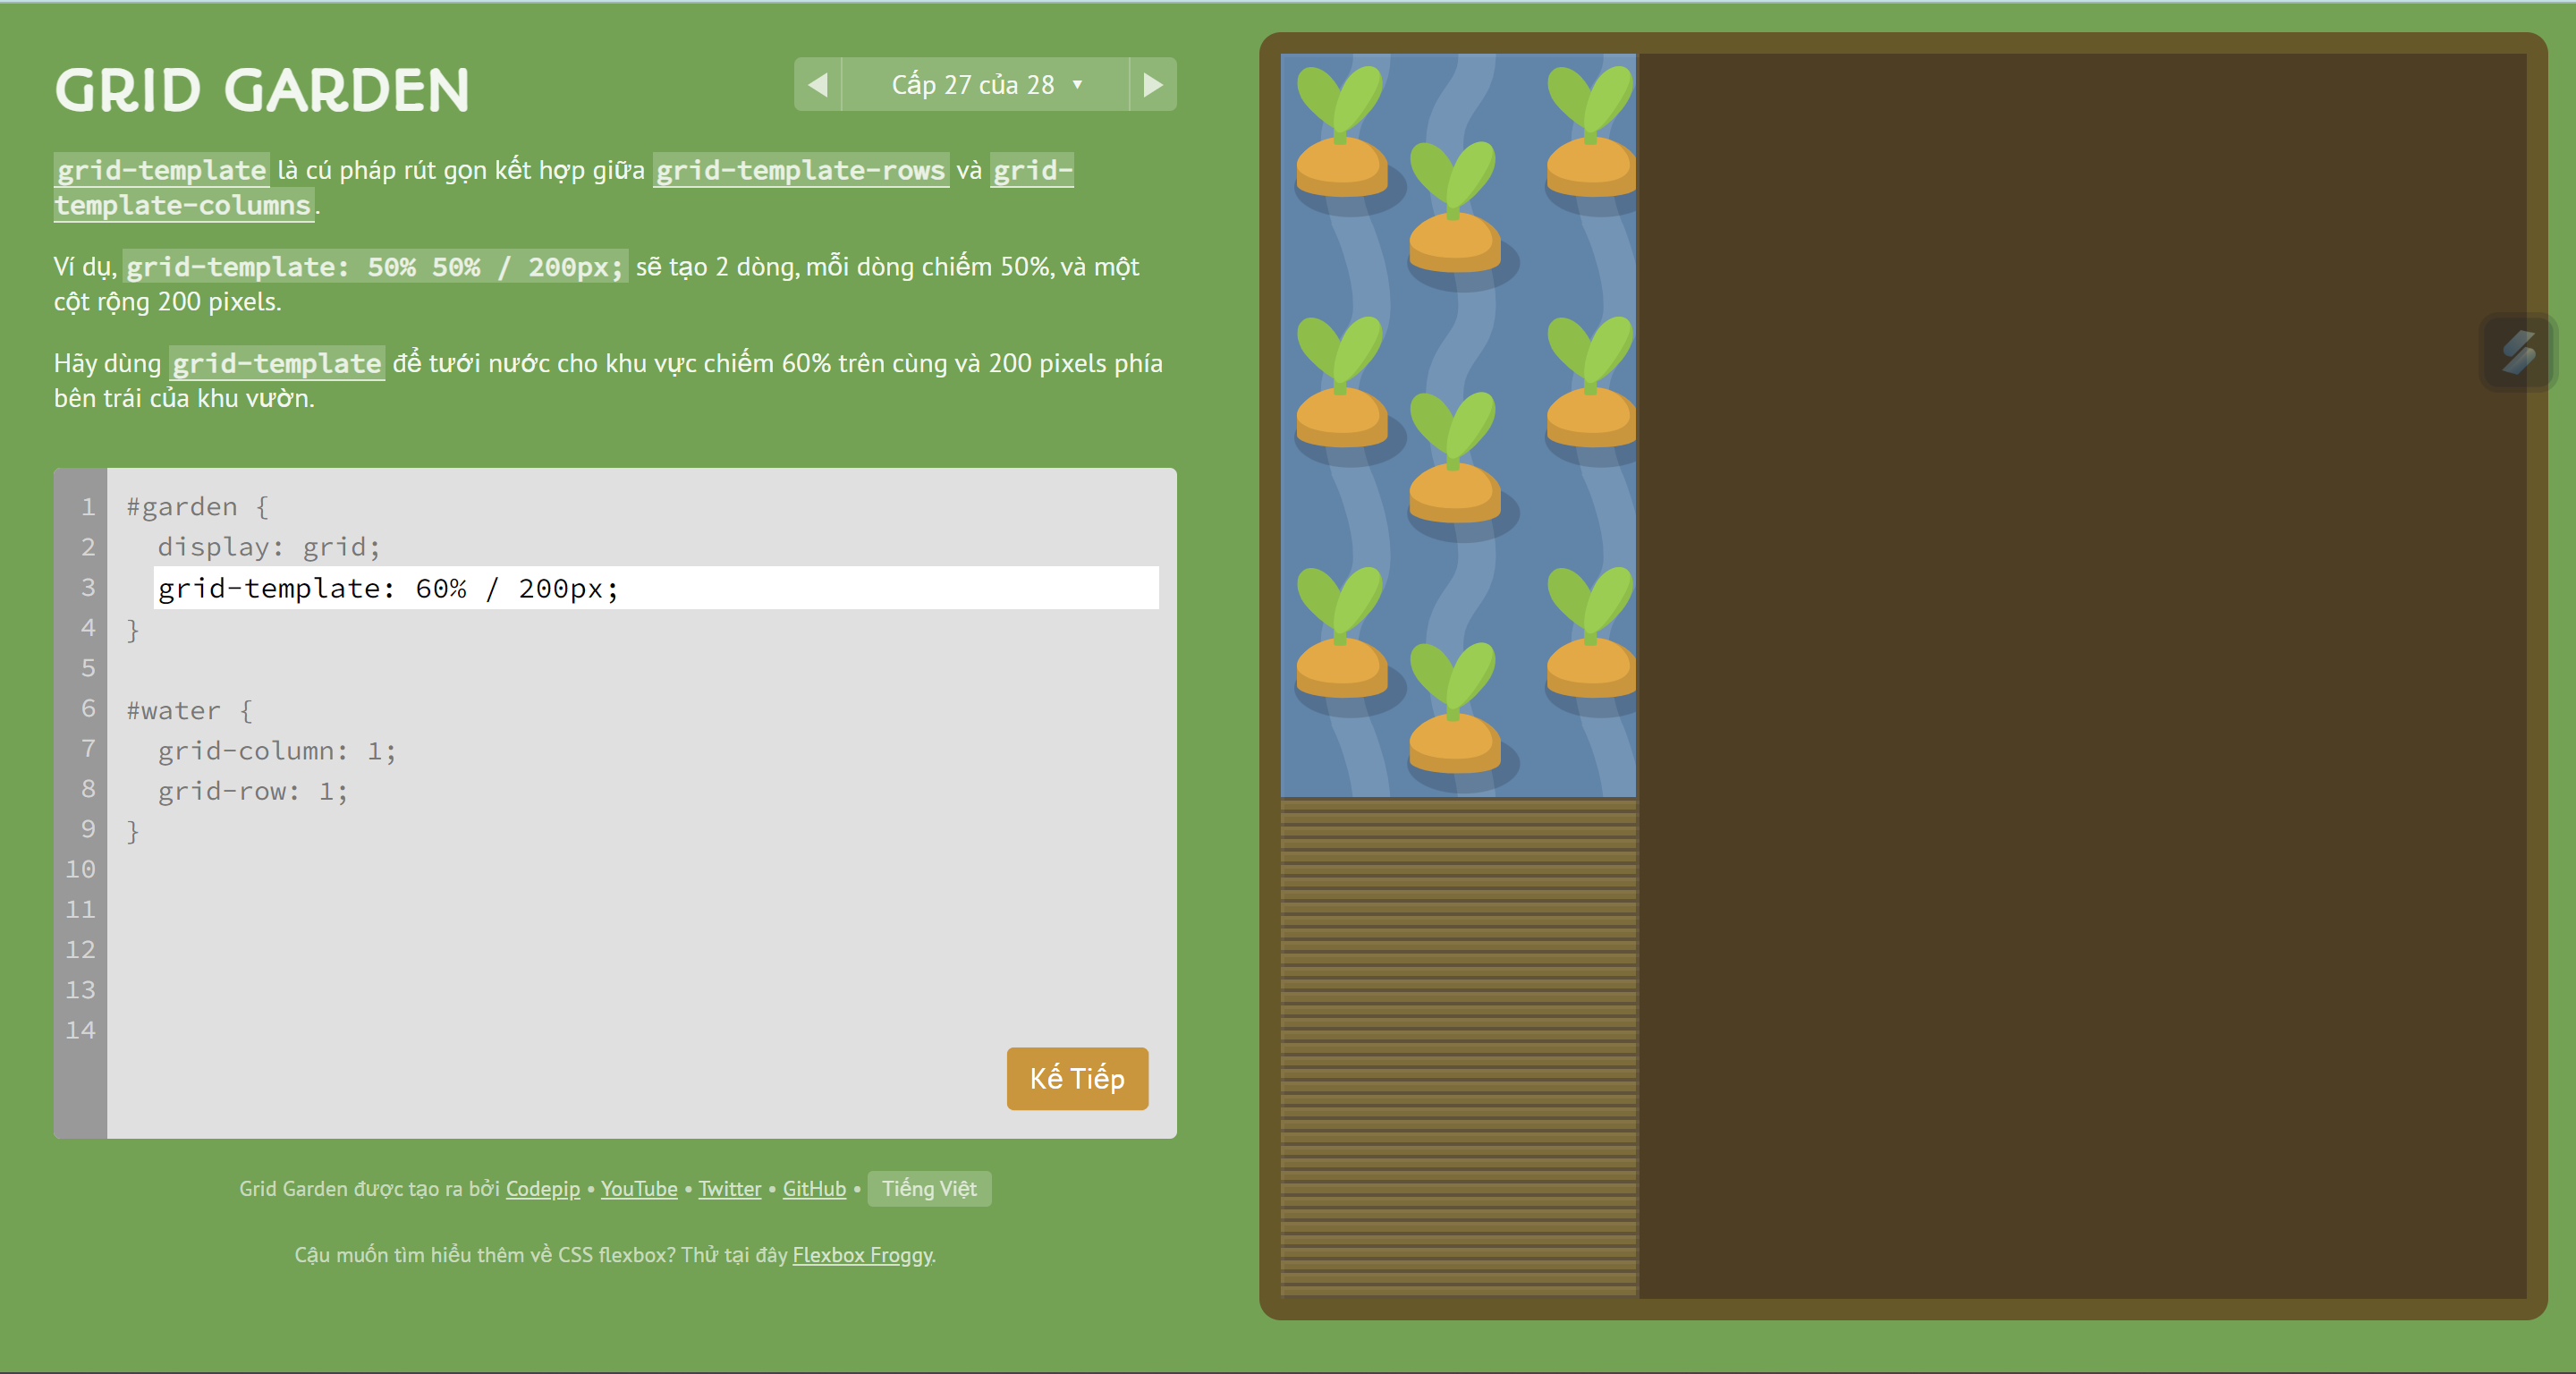 GRID GARDEN
Cấp 27 của 28 ▼
grid-template là cú pháp rút gọn kết hợp giữa grid-template-rows và grid-
template-columns.
Ví dụ, grid-template: 50% 50% / 200px; sẽ tạo 2 dòng, mỗi dòng chiếm 50%, và một
cột rộng 200 pixels.
Hãy dùng grid-template để tưới nước cho khu vực chiếm 60% trên cùng và 200 pixels phía
bên trái của khu vườn.
1 #garden {
2 display: grid;
3 grid-template: 60% / 200px;
4 }
5
6 #water {
7 grid-column: 1;
8 grid-row: 1;
9 }
10
11
12
13
14
Kế Tiếp
Grid Garden được tạo ra bởi Codepip • YouTube • Twitter • GitHub • Tiếng Việt
Cậu muốn tìm hiểu thêm về CSS flexbox? Thử tại đây Flexbox Froggy.